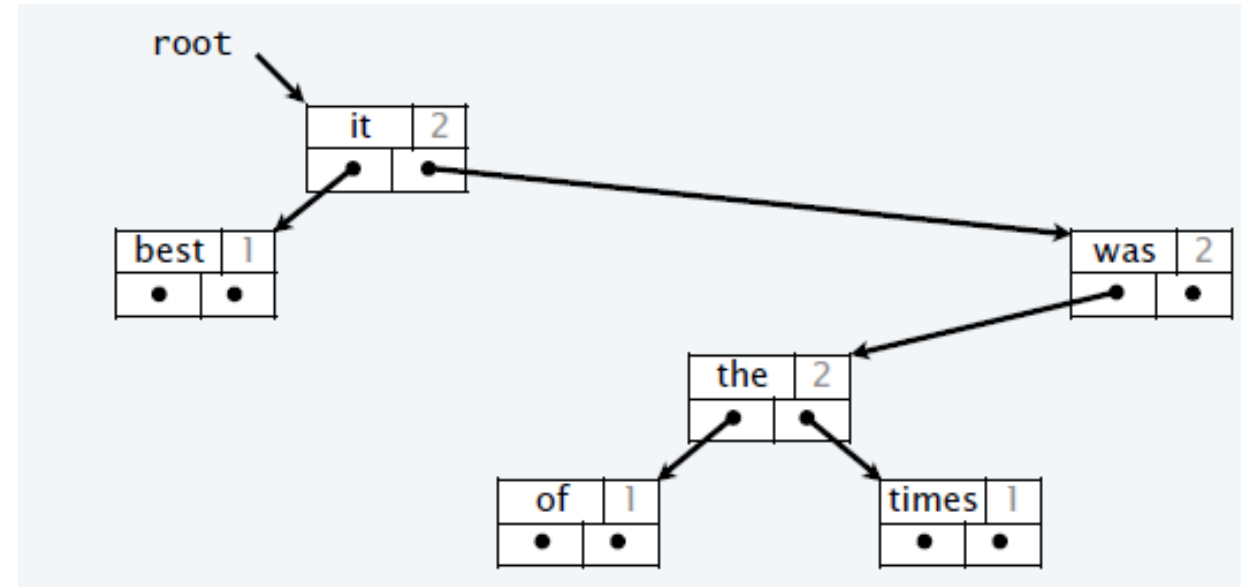 root
it 2
best 1
was 2
the 2
of 1
times 1